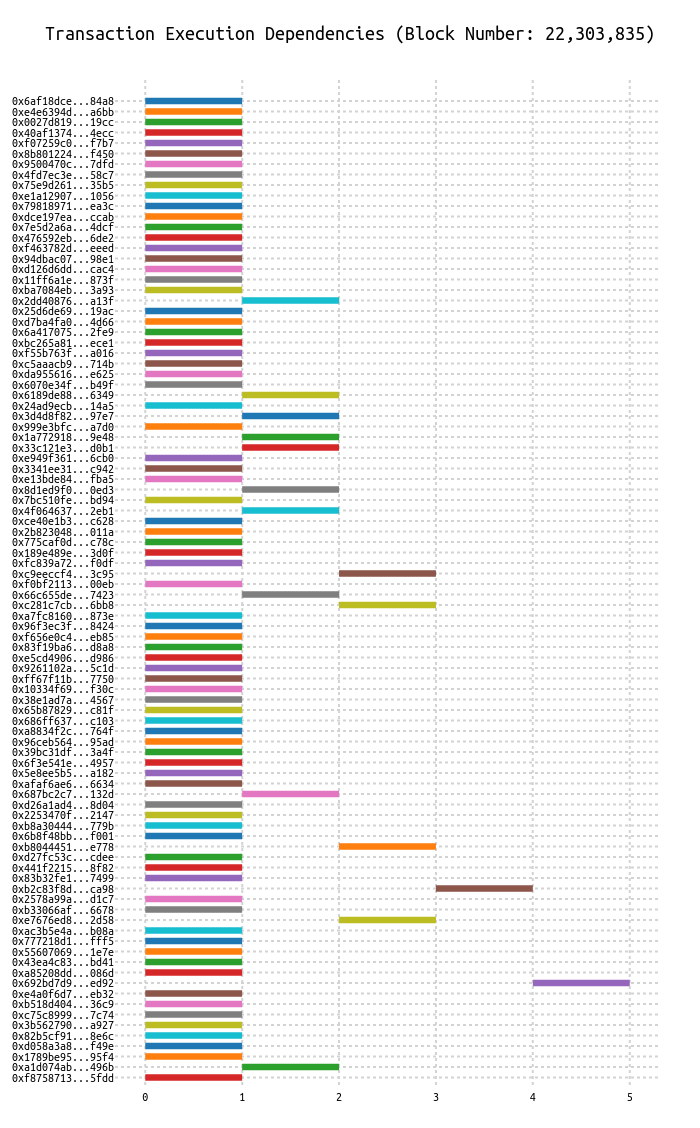 Transaction Execution Dependencies (Block Number: 22,303,835)
0x6af18dce...84a8
0xe4e6394d...a6bb
0x0027d819...19cc
0x40af1374...4ecc
0xf07259c0...f7b7
0x8b801224...f450
0x9500470c...7dfd
0x4fd7ec3e...58c7
0x75e9d261...35b5
0xe1a12907...1056
0x79818971...ea3c
0xdce197ea...ccab
0x7e5d2a6a...4dcf
0x476592eb...6de2
0xf463782d...eeed
0x94dbac07...98e1
0xd126d6dd...cac4
0x11ff6a1e...873f
0xba7084eb...3a93
0x2dd40876...a13f
0x25d6de69...19ac
0xd7ba4fa0...4d66
0x6a417075...2fe9
0xbc265a81...ece1
0xf55b763f...a016
0xc5aaacb9...714b
0xda955616...e625
0x6070e34f...b49f
0x6189de88...6349
0x24ad9ecb...14a5
0x3d4d8f82...97e7
0x999e3bfc...a7d0
0x1a772918...9e48
0x33c121e3...d0b1
0xe949f361...6cb0
0x3341ee31...c942
0xe13bde84...fba5
0x8d1ed9f0...0ed3
0x7bc510fe...bd94
0x4f064637...2eb1
0xce40e1b3...c628
0x2b823048...011a
0x775caf0d...c78c
0x189e489e...3d0f
0xfc839a72...f0df
0xc9eeccf4...3c95
0xf0bf2113...00eb
0x66c655de...7423
0xc281c7cb...6bb8
0xa7fc8160...873e
0x96f3ec3f...8424
0xf656e0c4...eb85
0x83f19ba6...d8a8
0xe5cd4906...d986
0x9261102a...5c1d
0xff67f11b...7750
0x10334f69...f30c
0x38e1ad7a...4567
0x65b87829...c81f
0x686ff637...c103
0xa8834f2c...764f
0x96ceb564...95ad
0x39bc31df...3a4f
0x6f3e541e...4957
0x5e8ee5b5...a182
0xafaf6ae6...6634
0x687bc2c7...132d
0xd26a1ad4...8d04
0x2253470f...2147
0xb8a30444...779b
0x6b8f48bb...f001
0xb8044451...e778
0xd27fc53c...cdee
0x441f2215...8f82
0x83b32fe1...7499
0xb2c83f8d...ca98
0x2578a99a...d1c7
0xb33066af...6678
0xe7676ed8...2d58
0xac3b5e4a...b08a
0x777218d1...fff5
0x55607069...1e7e
0x43ea4c83...bd41
0xa85208dd...086d
0x692bd7d9...ed92
0xe4a0f6d7...eb32
0xb518d404...36c9
0xc75c8999...7c74
0x3b562790...a927
0x82b5cf91...8e6c
0xd058a3a8...f49e
0x1789be95...95f4
0xa1d074ab...496b
0xf8758713...5fdd
0 1 2 3 4 5